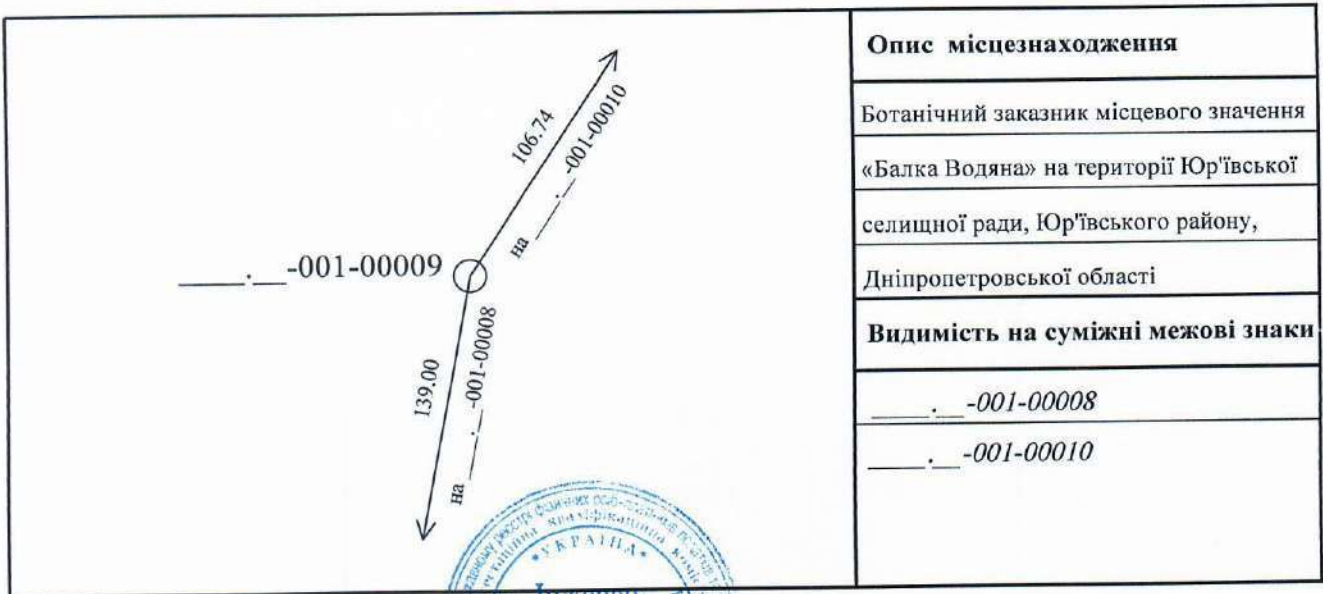 106.74
на ____.__-001-00010
____.__-001-00009
139.00
на ____.__-001-00008
Опис місцезнаходження
Ботанічний заказник місцевого значення
«Балка Водяна» на території Юр'ївської
селищної ради, Юр'ївського району,
Дніпропетровської області
Видимість на суміжні межові знаки
____.__-001-00008
____.__-001-00010
кваліфікаційна
*УКРАЇНА*